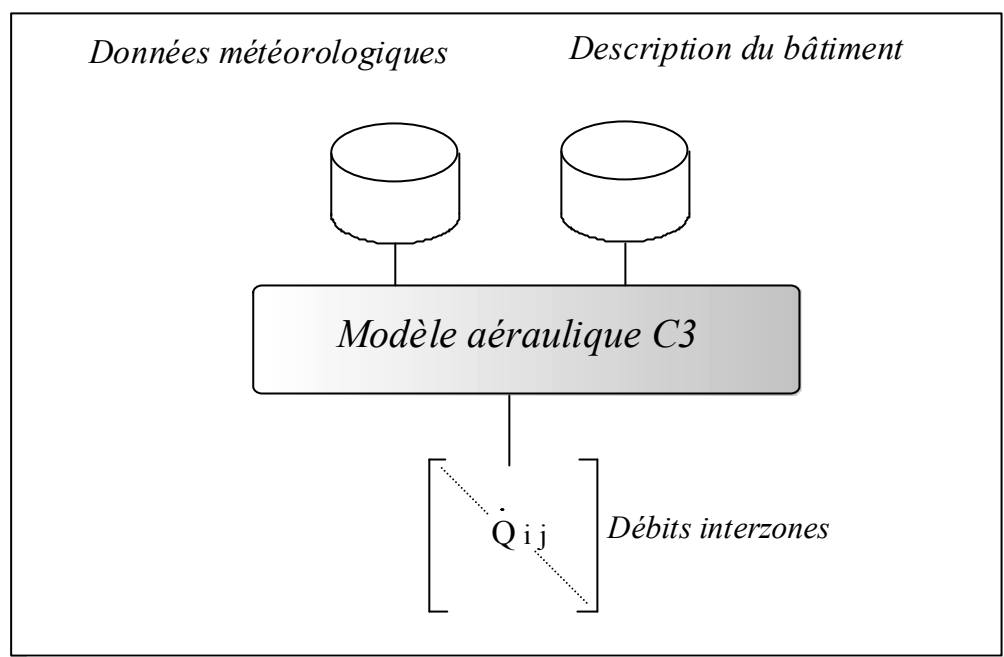 Données météorologiques
Description du bâtiment
Modèle aéraulique C3
Q̇ i j
Débits interzones